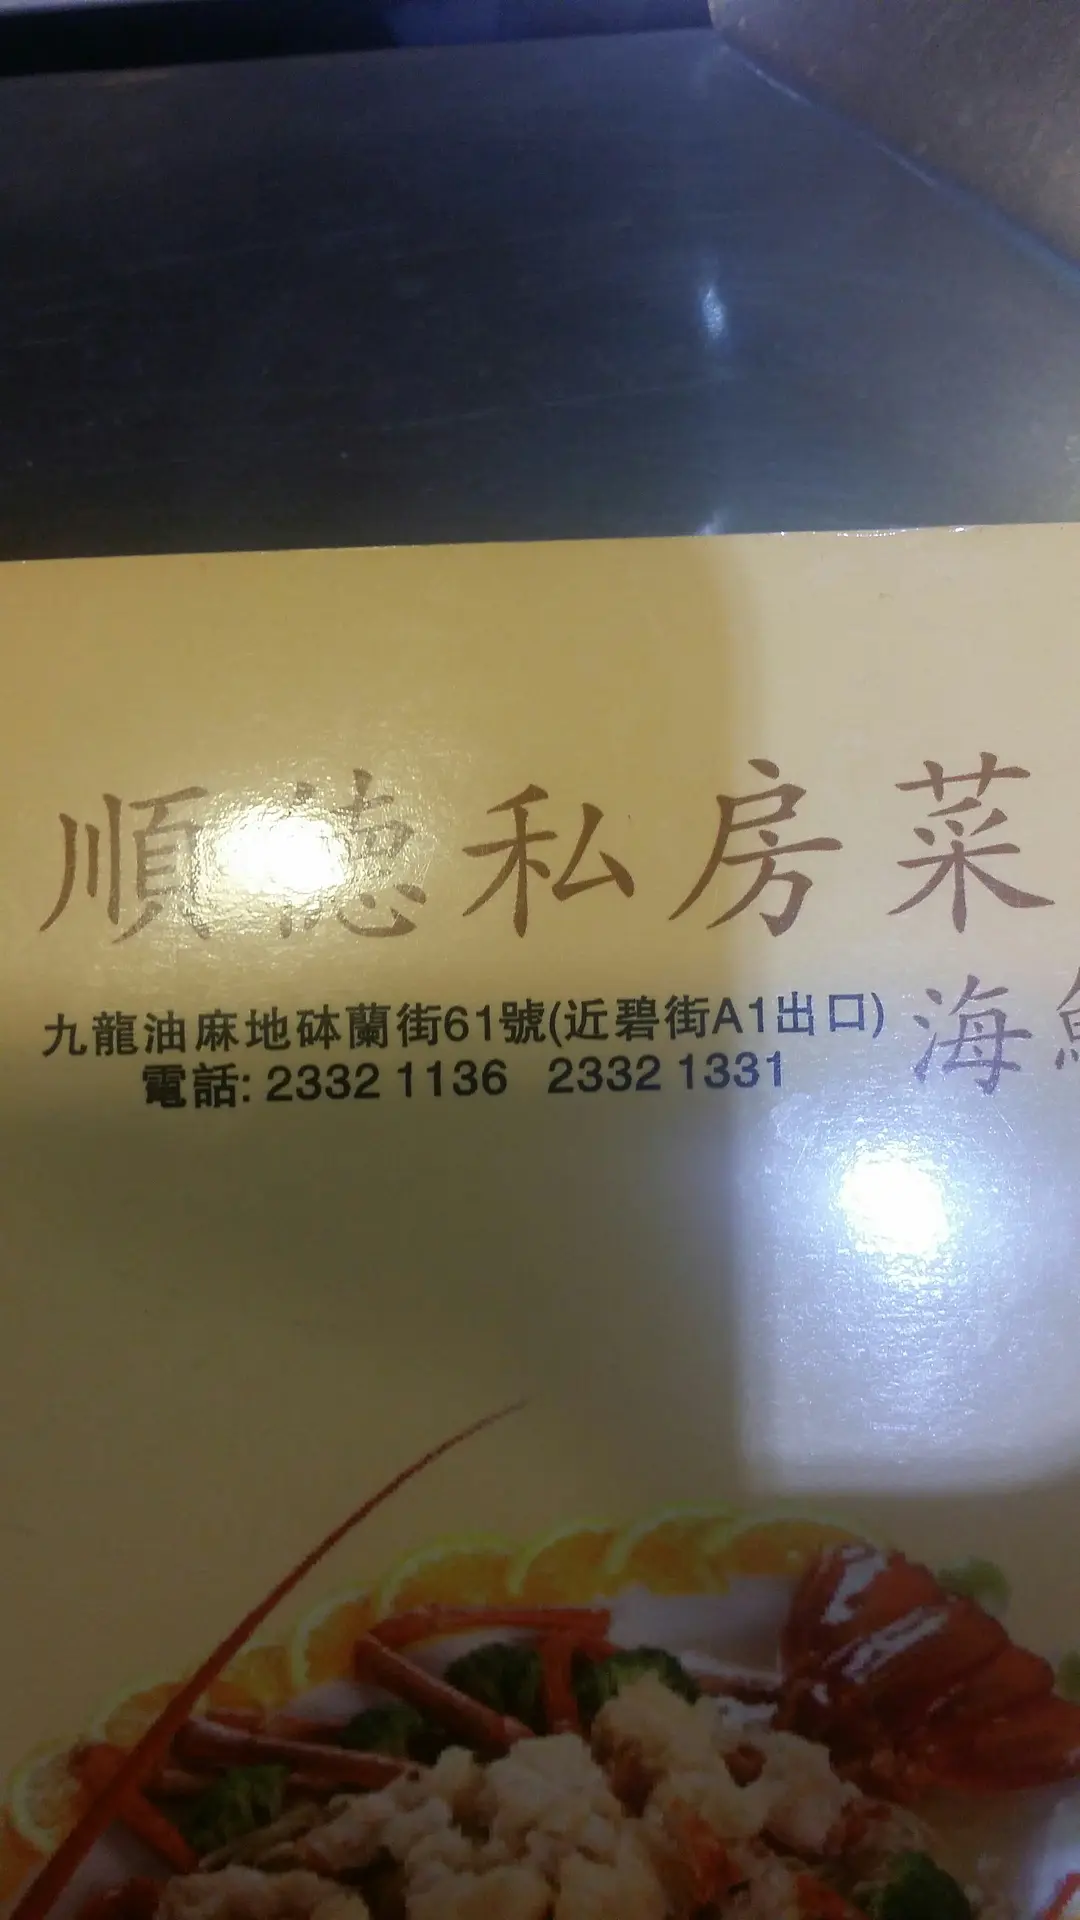 順德私房菜
九龍油麻地砵蘭街61號(近碧街A1出口)
電話: 2332 1136 2332 1331
海